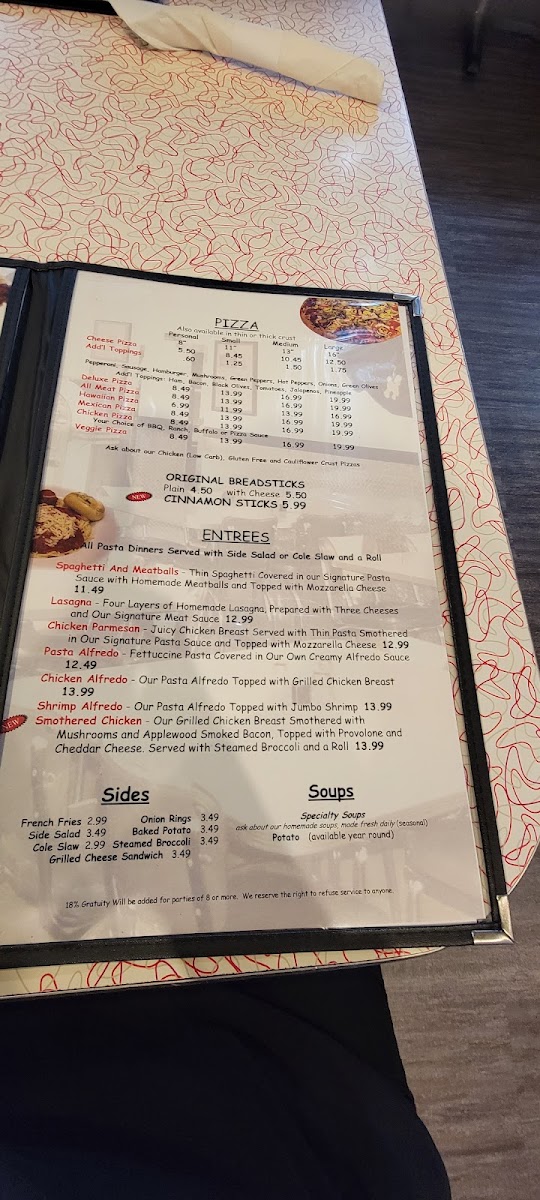 PIZZA
Also available in thin or thick crust
Personal Small Medium Large
8" 11" 13" 16"
Cheese Pizza 5.50 8.45 10.45 12.50
Add'l Toppings .60 1.25 1.50 1.75
Pepperoni, Sausage, Hamburger, Mushrooms, Green Peppers, Hot Peppers, Onions, Green Olives
Add'l Toppings: Ham, Bacon, Black Olives, Tomatoes, Jalapenos, Pineapple
Deluxe Pizza 8.49 13.99 16.99 19.99
All Meat Pizza 8.49 13.99 16.99 19.99
Hawaiian Pizza 6.99 11.99 13.99 16.99
Mexican Pizza 8.49 13.99 16.99 19.99
Chicken Pizza 8.49 13.99 16.99 19.99
Your Choice of BBQ, Ranch, Buffalo or Pizza Sauce
Veggie Pizza 8.49 13.99 16.99 19.99
Ask about our Chicken (Low Carb), Gluten Free and Cauliflower Crust Pizzas
ORIGINAL BREADSTICKS
Plain 4.50 with Cheese 5.50
NEW CINNAMON STICKS 5.99
ENTREES
All Pasta Dinners Served with Side Salad or Cole Slaw and a Roll
Spaghetti And Meatballs - Thin Spaghetti Covered in our Signature Pasta
Sauce with Homemade Meatballs and Topped with Mozzarella Cheese
11.49
Lasagna - Four Layers of Homemade Lasagna, Prepared with Three Cheeses
and Our Signature Meat Sauce 12.99
Chicken Parmesan - Juicy Chicken Breast Served with Thin Pasta Smothered
in Our Signature Pasta Sauce and Topped with Mozzarella Cheese 12.99
Pasta Alfredo - Fettuccine Pasta Covered in Our Own Creamy Alfredo Sauce
12.49
Chicken Alfredo - Our Pasta Alfredo Topped with Grilled Chicken Breast
13.99
Shrimp Alfredo - Our Pasta Alfredo Topped with Jumbo Shrimp 13.99
NEW Smothered Chicken - Our Grilled Chicken Breast Smothered with
Mushrooms and Applewood Smoked Bacon, Topped with Provolone and
Cheddar Cheese. Served with Steamed Broccoli and a Roll 13.99
Sides
French Fries 2.99 Onion Rings 3.49
Side Salad 3.49 Baked Potato 3.49
Cole Slaw 2.99 Steamed Broccoli 3.49
Grilled Cheese Sandwich 3.49
Soups
Specialty Soups
ask about our homemade soups, made fresh daily (seasonal)
Potato (available year round)
18% Gratuity Will be added for parties of 8 or more. We reserve the right to refuse service to anyone.